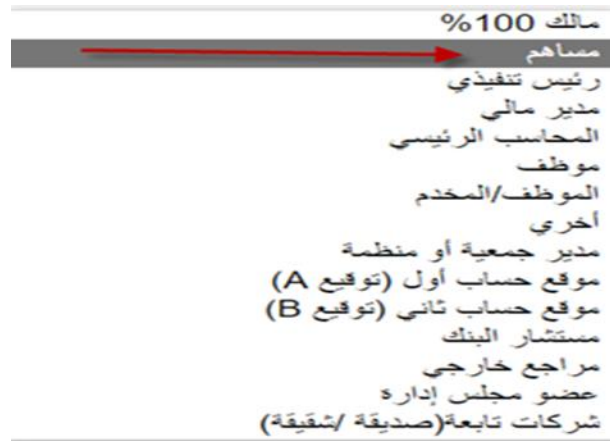 مالك 100%
مساهم
رئيس تنفيذي
مدير مالي
المحاسب الرئيسي
موظف
الموظف/المخدم
أخري
مدير جمعية أو منظمة
موقع حساب أول (توقيع A)
موقع حساب ثاني (توقيع B)
مستشار البنك
مراجع خارجي
عضو مجلس إدارة
شركات تابعة(صديقة /شقيقة)